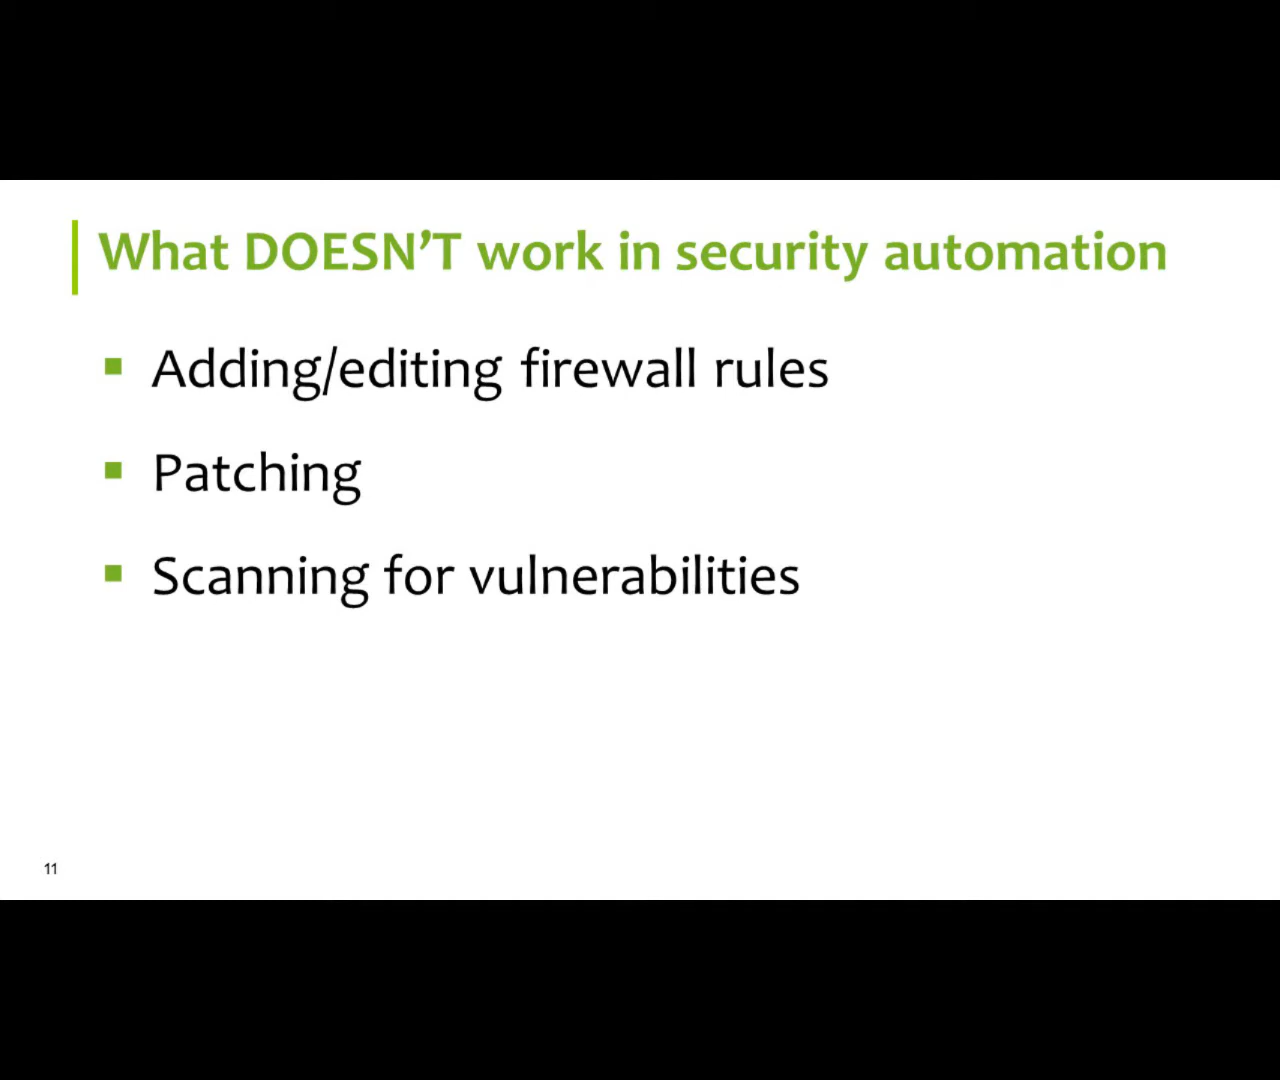 What DOESN’T work in security automation
▪ Adding/editing firewall rules
▪ Patching
▪ Scanning for vulnerabilities
11